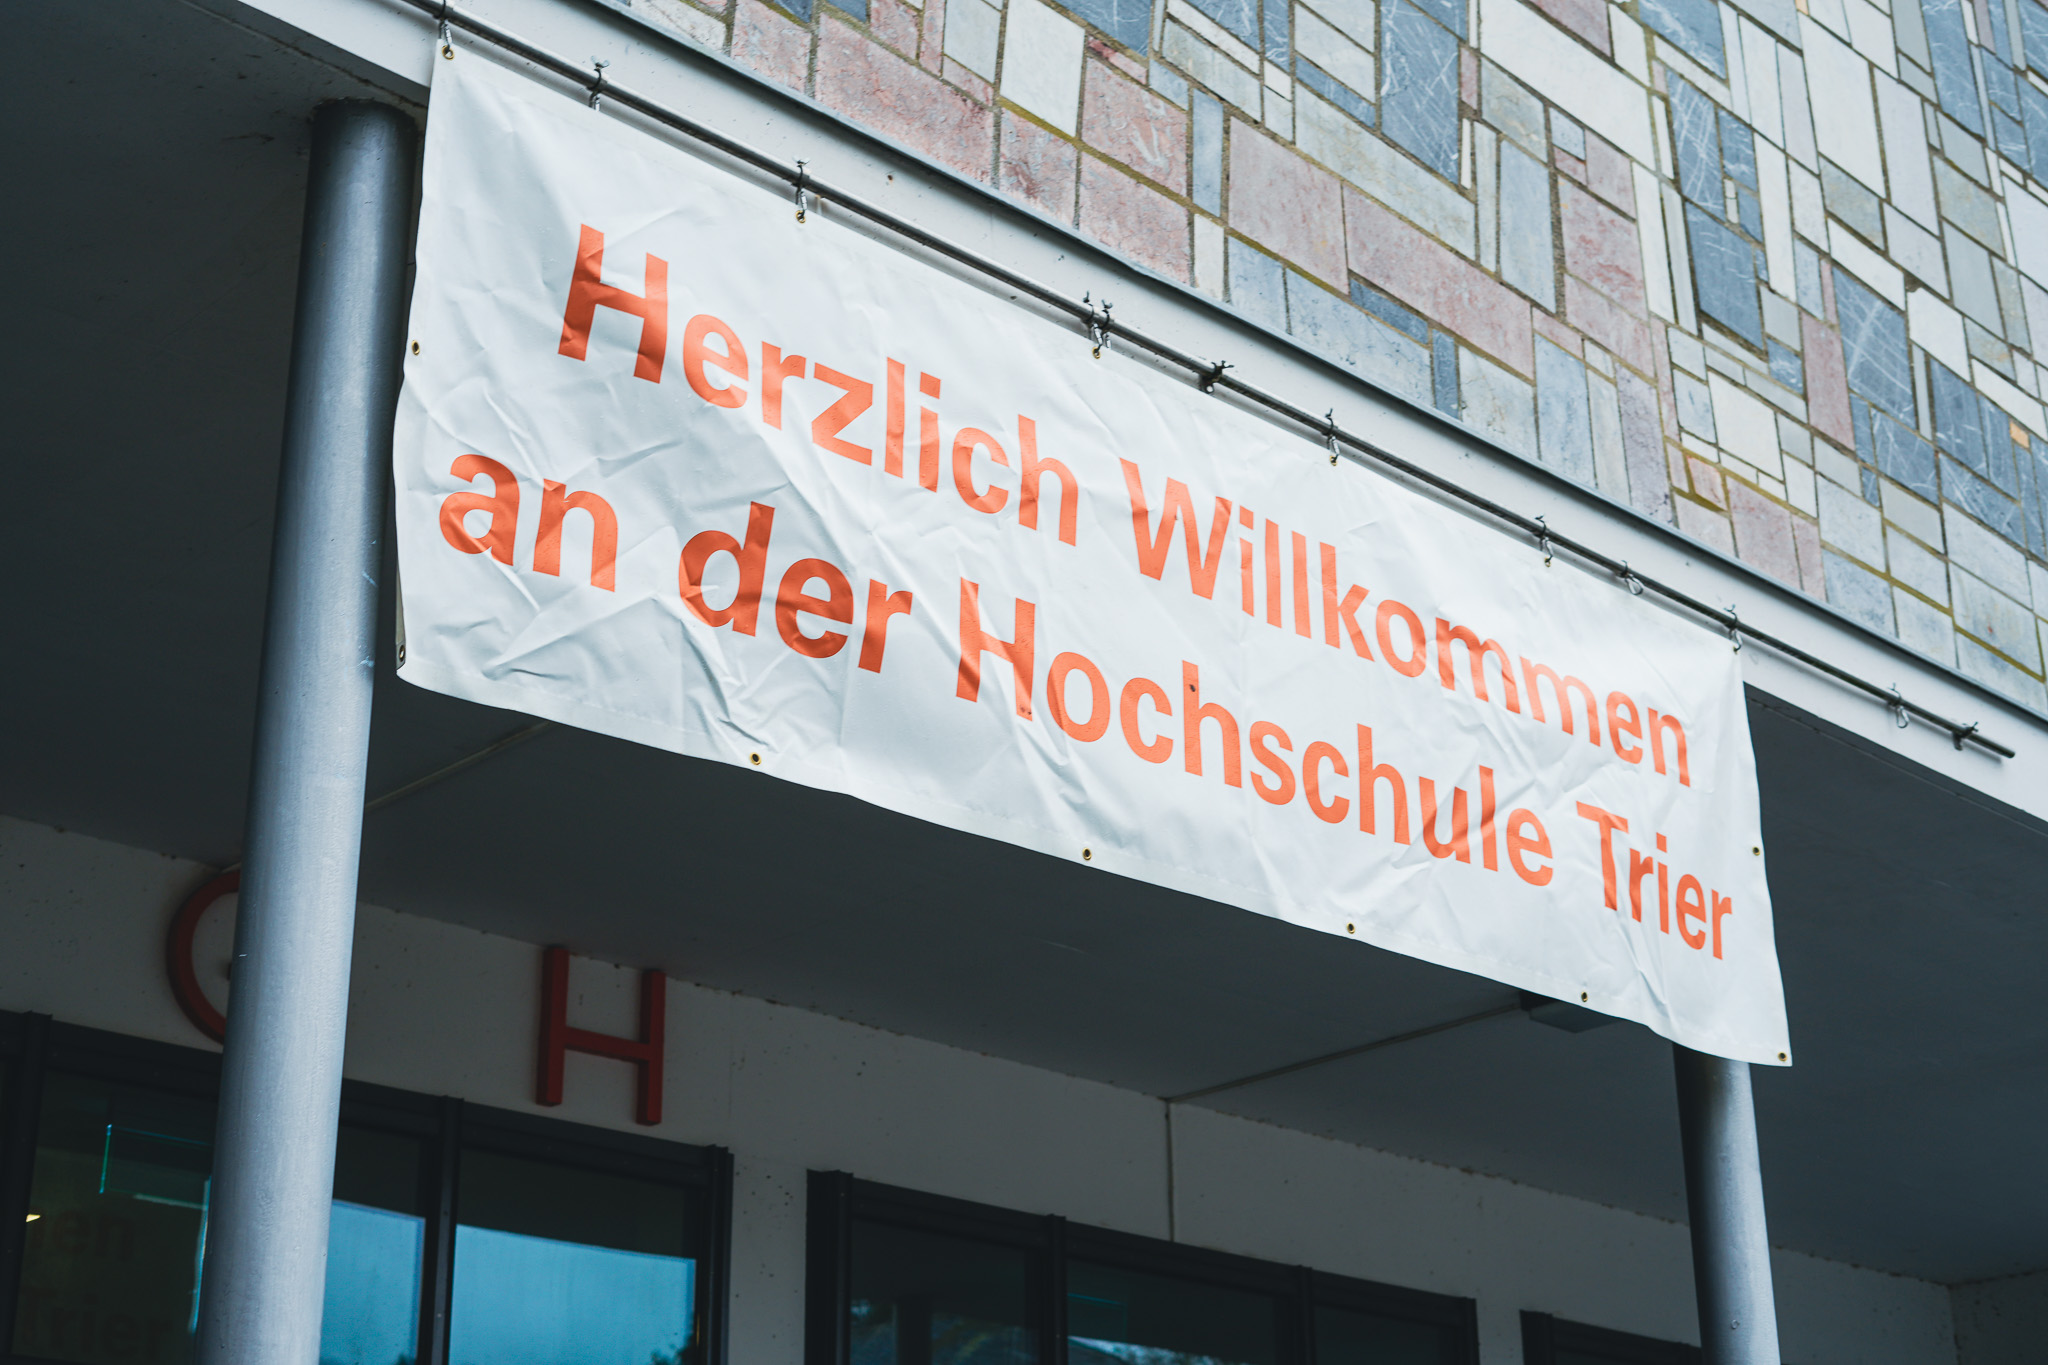 Herzlich Willkommen
an der Hochschule Trier
H